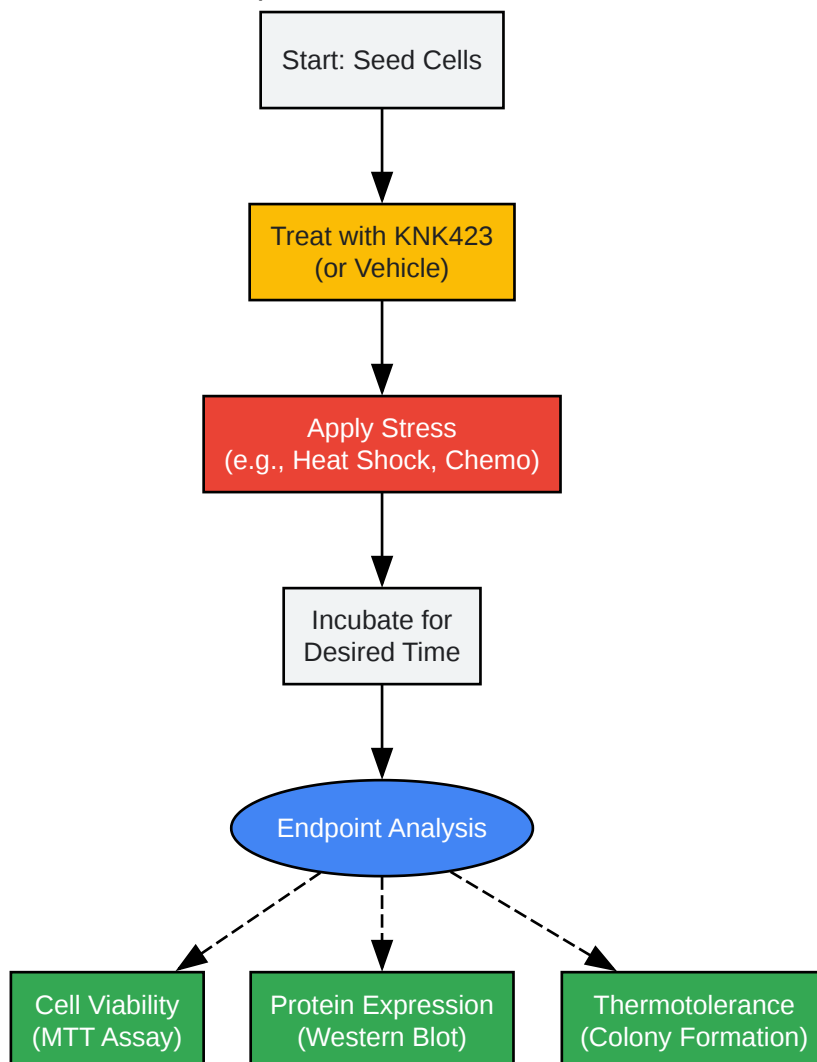 Start: Seed Cells
Treat with KNK423
(or Vehicle)
Apply Stress
(e.g., Heat Shock, Chemo)
Incubate for
Desired Time
Endpoint Analysis
Cell Viability
(MTT Assay)
Protein Expression
(Western Blot)
Thermotolerance
(Colony Formation)